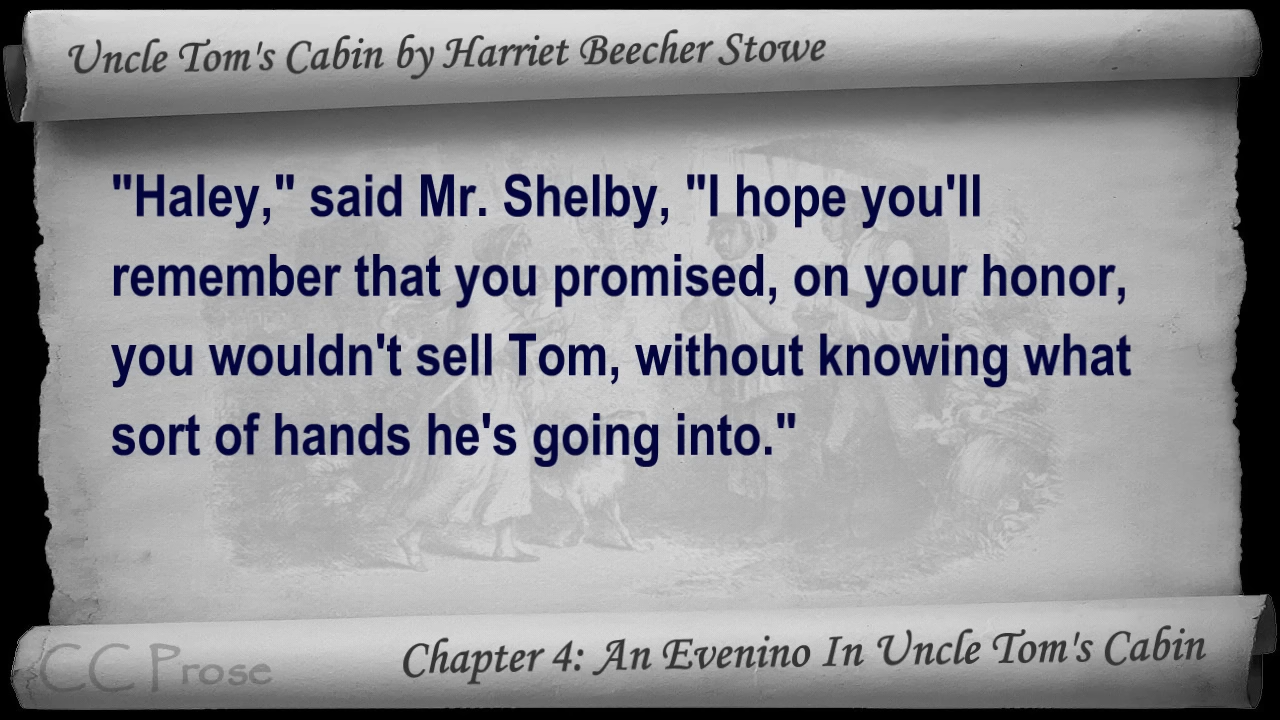 Uncle Tom's Cabin by Harriet Beecher Stowe
"Haley," said Mr. Shelby, "I hope you'll
remember that you promised, on your honor,
you wouldn't sell Tom, without knowing what
sort of hands he's going into."
CC Prose
Chapter 4: An Evenino In Uncle Tom's Cabin